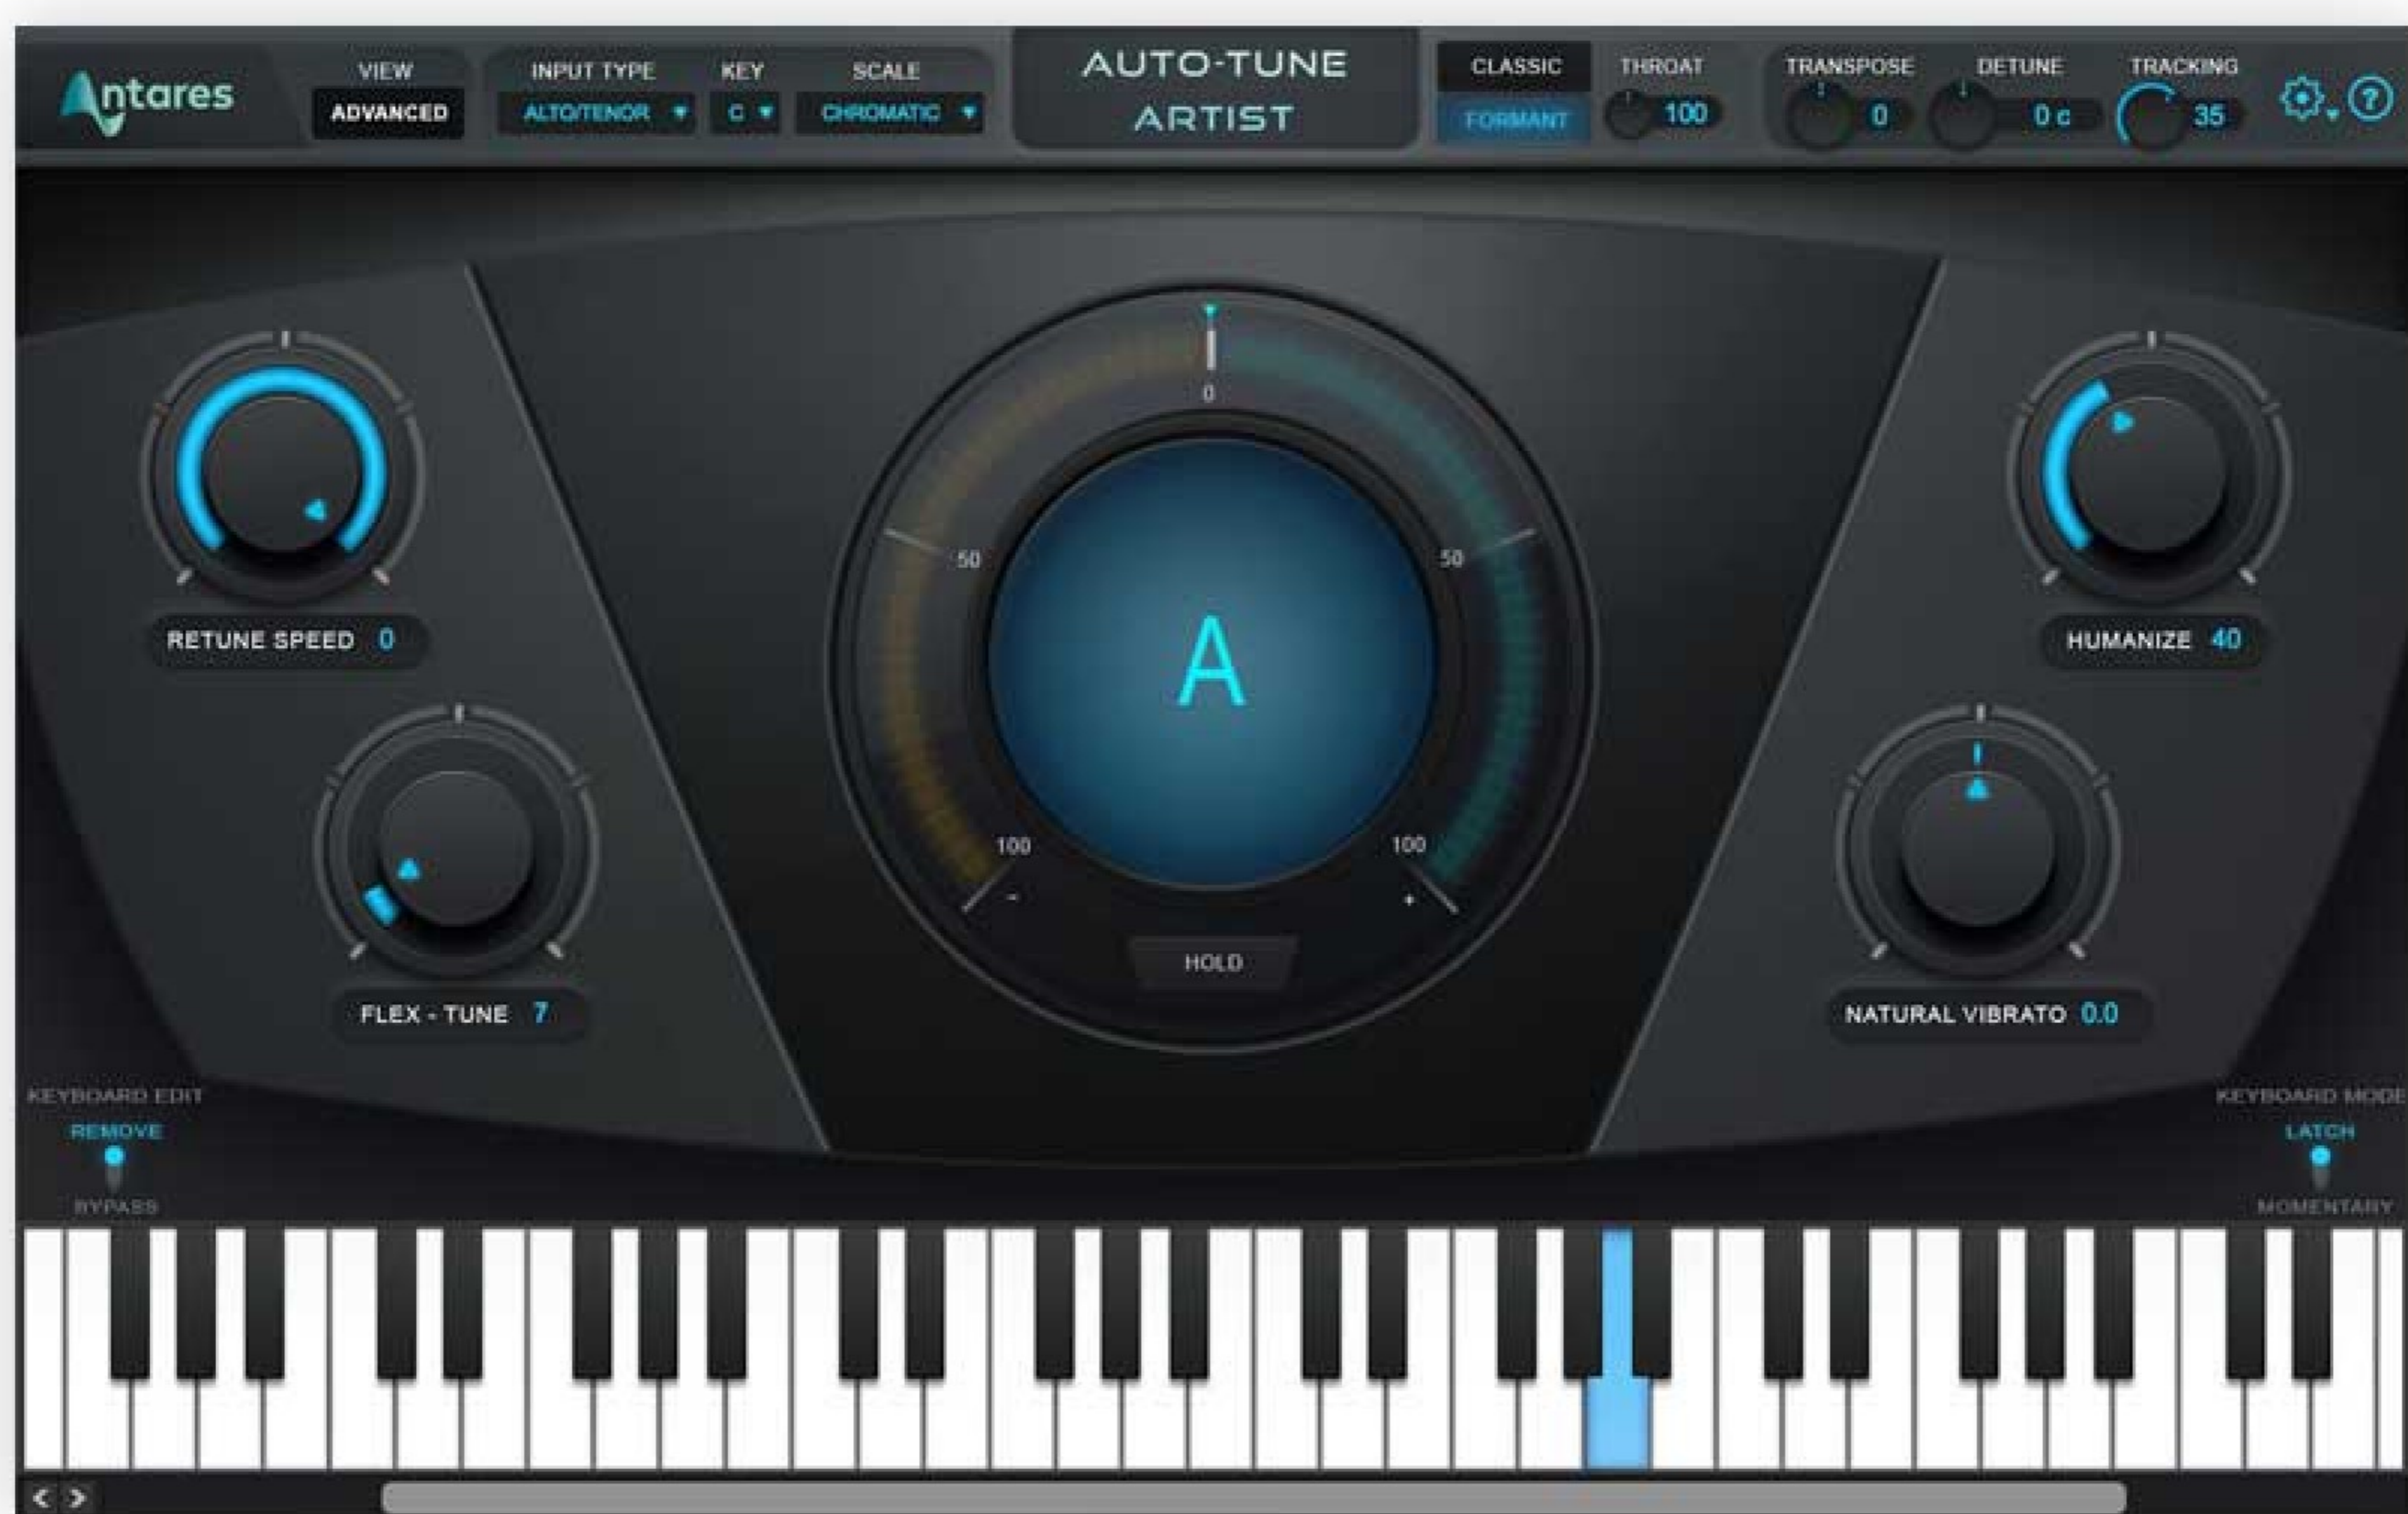 Antares
VIEW
ADVANCED
INPUT TYPE KEY SCALE
ALTO/TENOR C CHROMATIC
AUTO-TUNE
ARTIST
CLASSIC
FORMANT
THROAT
100
TRANSPOSE DETUNE TRACKING
0 0 c 35
?
0
50 50
A
100 100
- +
HOLD
RETUNE SPEED 0
HUMANIZE 40
FLEX - TUNE 7
NATURAL VIBRATO 0.0
KEYBOARD EDIT
REMOVE
BYPASS
KEYBOARD MODE
LATCH
MOMENTARY